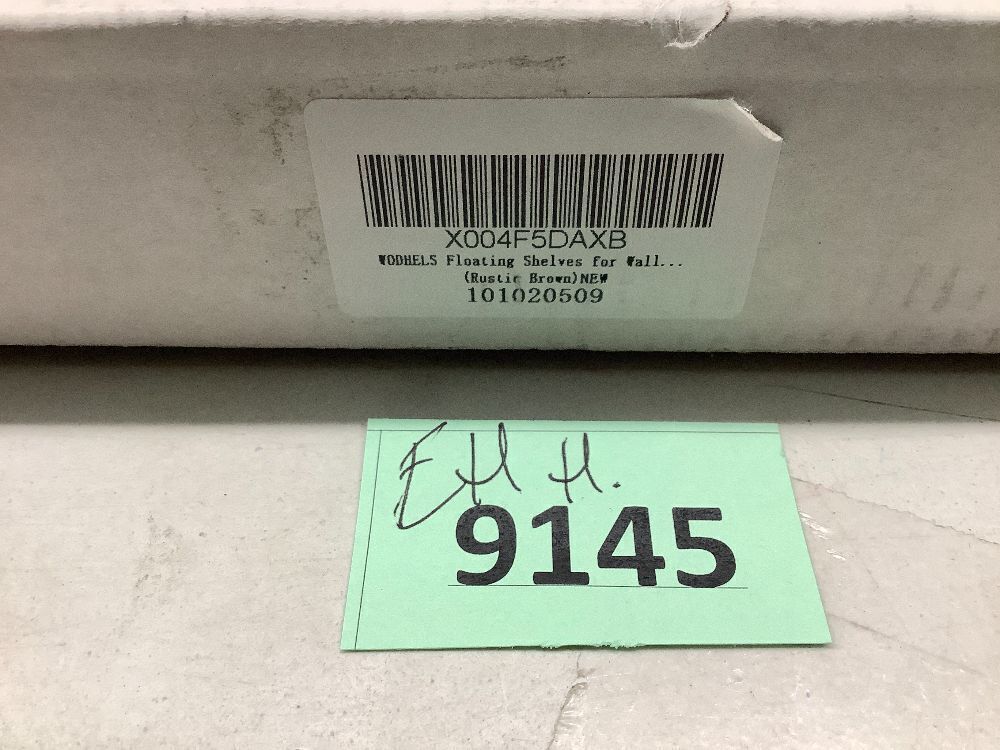 X004F5DAXB
WODHELS Floating Shelves for Wall...
(Rustic Brown)NEW
101020509
H.
9145